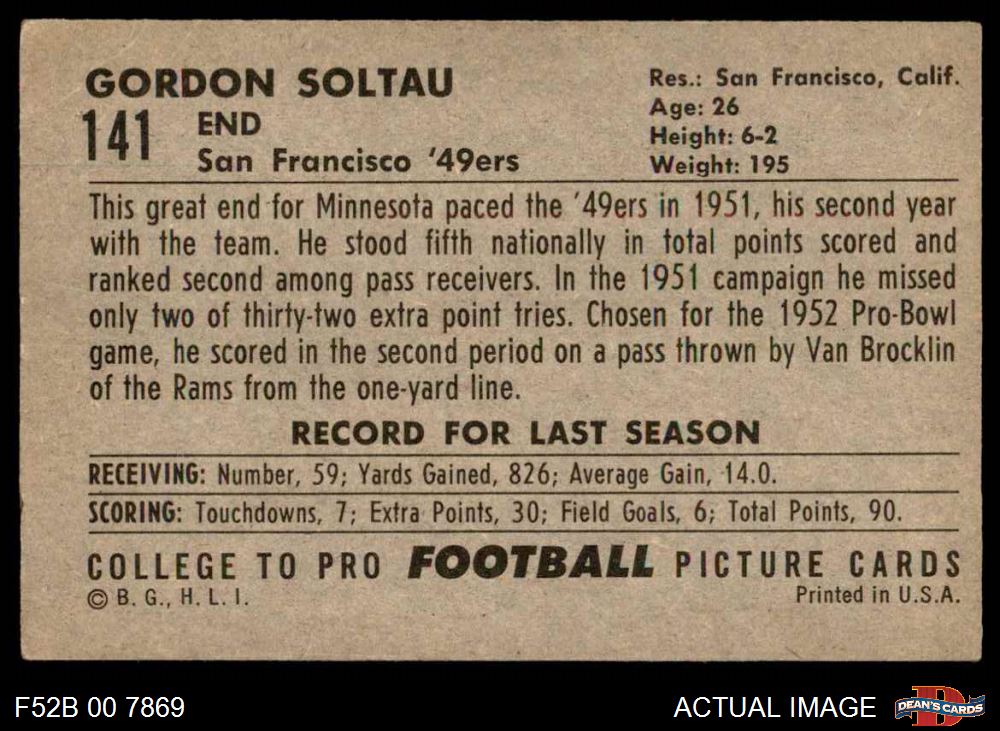 GORDON SOLTAU
141
END
San Francisco '49ers
Res.: San Francisco, Calif.
Age: 26
Height: 6-2
Weight: 195
This great end for Minnesota paced the '49ers in 1951, his second year
with the team. He stood fifth nationally in total points scored and
ranked second among pass receivers. In the 1951 campaign he missed
only two of thirty-two extra point tries. Chosen for the 1952 Pro-Bowl
game, he scored in the second period on a pass thrown by Van Brocklin
of the Rams from the one-yard line.
RECORD FOR LAST SEASON
RECEIVING: Number, 59; Yards Gained, 826; Average Gain, 14.0.
SCORING: Touchdowns, 7; Extra Points, 30; Field Goals, 6; Total Points, 90.
COLLEGE TO PRO FOOTBALL PICTURE CARDS
© B. G., H. L. I.
Printed in U.S.A.
F52B 00 7869
ACTUAL IMAGE
DEAN'S CARDS